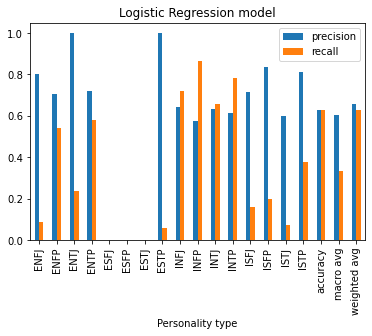 Logistic Regression model
precision
recall
1.0
0.8
0.6
0.4
0.2
0.0
ENFJ
ENFP
ENTJ
ENTP
ESFJ
ESFP
ESTJ
ESTP
INFJ
INFP
INTJ
INTP
ISFJ
ISFP
ISTJ
ISTP
accuracy
macro avg
weighted avg
Personality type